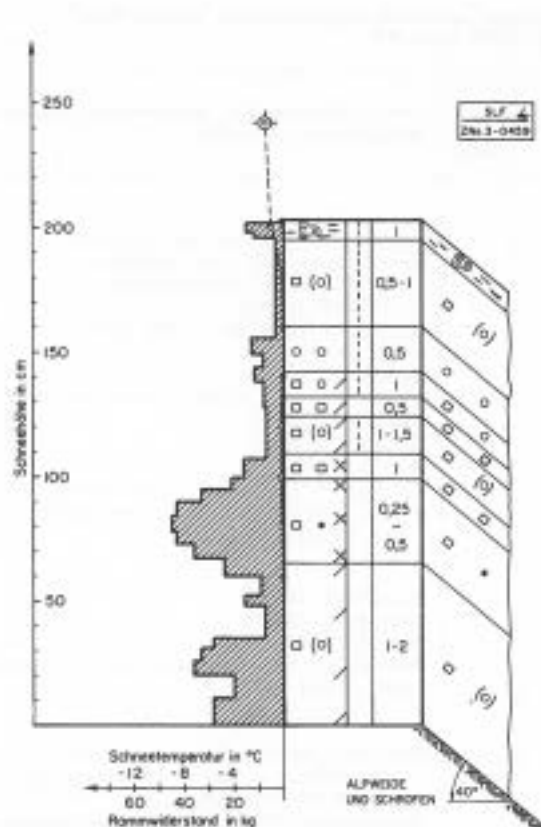 250
SLF
200
1
0,5-1
150
0,5
1
0,5
1-1,5
100
1
0,25
-
0,5
50
1-2
Schneehöhe in cm
Schneetemperatur in °C
-12 -8 -4
60 40 20
Rammwiderstand in kg
ALPWEIDE
UND SCHROFEN
40°